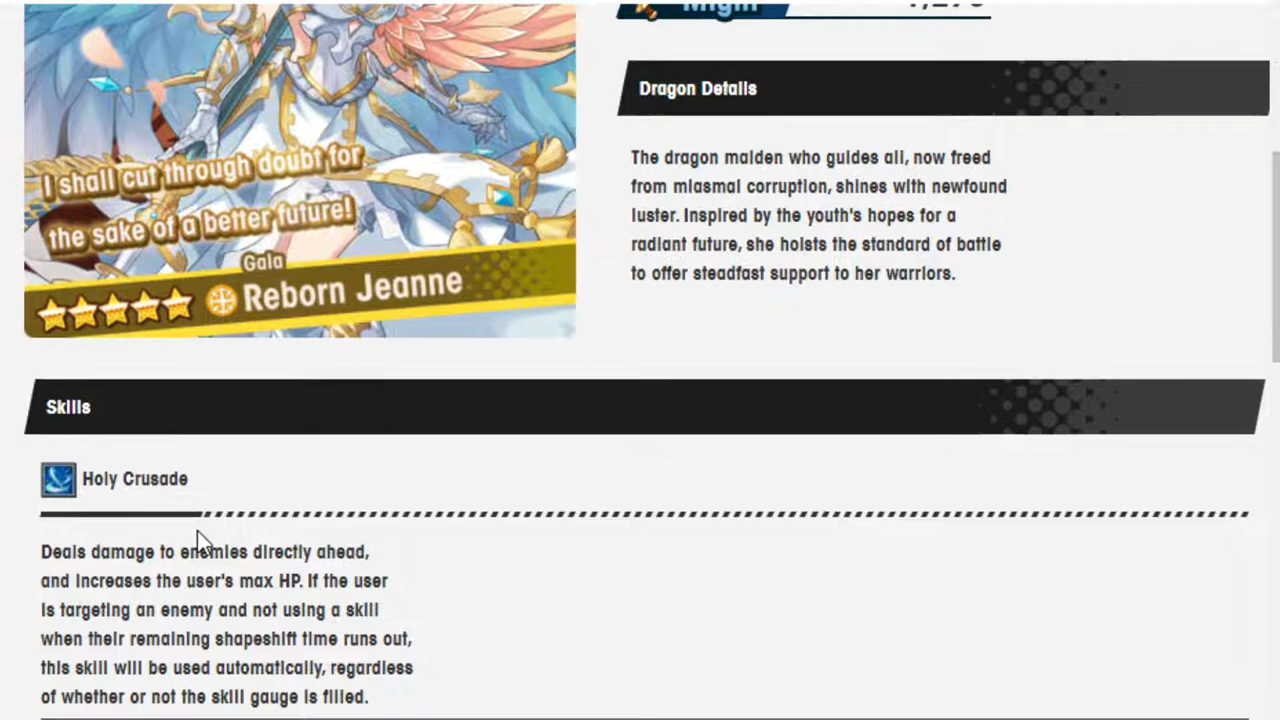 Might
Dragon Details
The dragon maiden who guides all, now freed
from miasmal corruption, shines with newfound
luster. Inspired by the youth's hopes for a
radiant future, she hoists the standard of battle
to offer steadfast support to her warriors.
I shall cut through doubt for
the sake of a better future!
Gala
Reborn Jeanne
Skills
Holy Crusade
Deals damage to enemies directly ahead,
and increases the user's max HP. If the user
is targeting an enemy and not using a skill
when their remaining shapeshift time runs out,
this skill will be used automatically, regardless
of whether or not the skill gauge is filled.